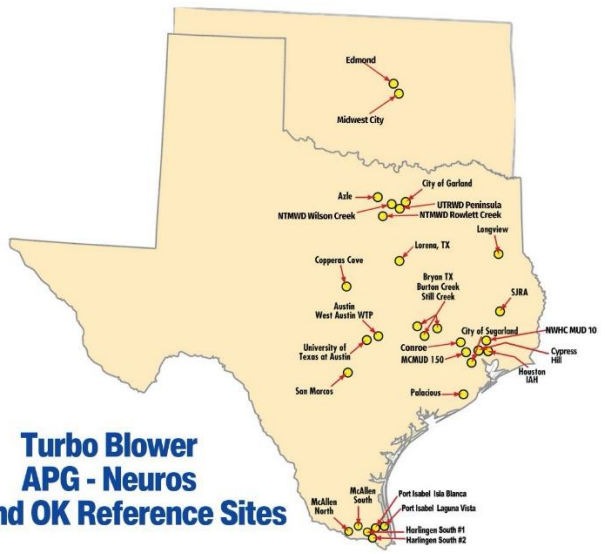 Edmond
Midwest City
City of Garland
Azle
UTRWD Peninsula
NTMWD Wilson Creek
NTMWD Rowlett Creek
Longview
Lorena, TX
Copperas Cove
Bryan TX
Burton Creek
Still Creek
SJRA
Austin
West Austin WTP
City of Sugarland
NWHC MUD 10
University of
Texas at Austin
Conroe
MCMUD 150
Cypress
Hill
Houston
IAH
San Marcos
Palacious
Turbo Blower
APG - Neuros
nd OK Reference Sites
McAllen
North
McAllen
South
Port Isabel Isla Blanca
Port Isabel Laguna Vista
Harlingen South #1
Harlingen South #2